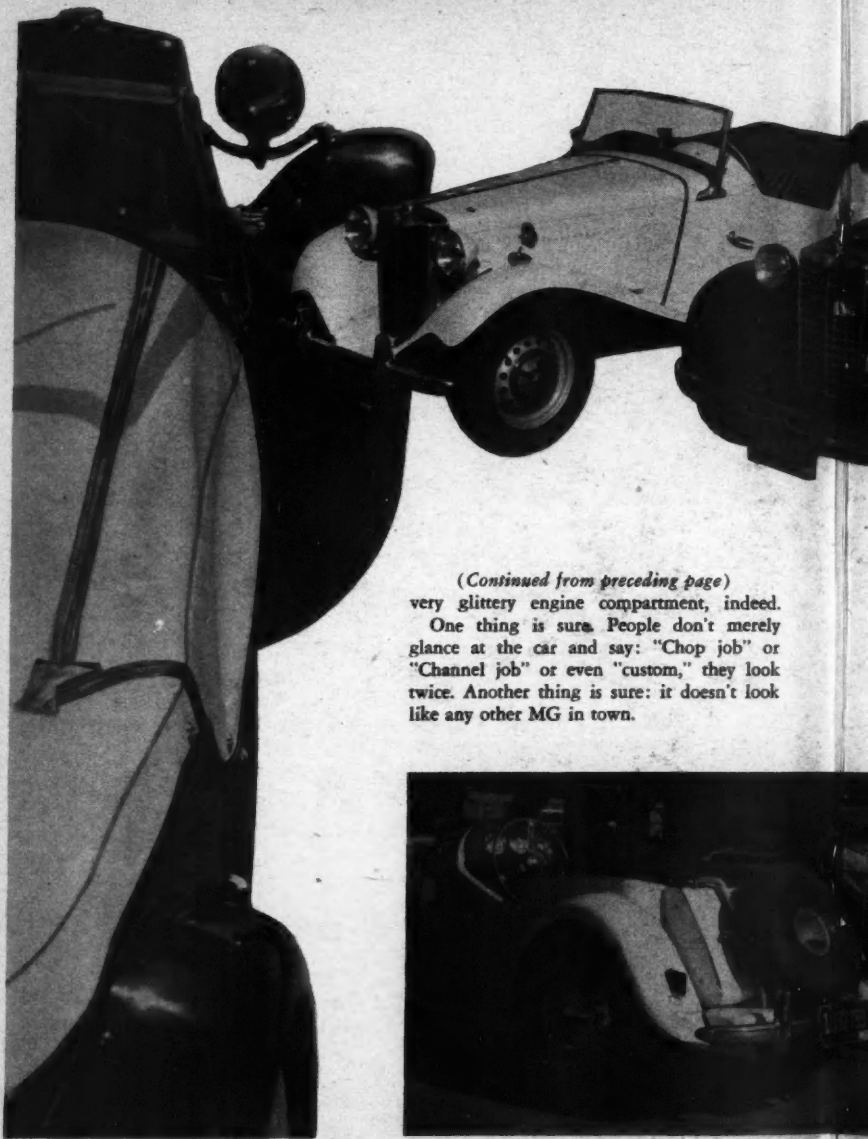 (Continued from preceding page)
very glittery engine compartment, indeed.
One thing is sure. People don't merely
glance at the car and say: "Chop job" or
"Channel job" or even "custom," they look
twice. Another thing is sure: it doesn't look
like any other MG in town.